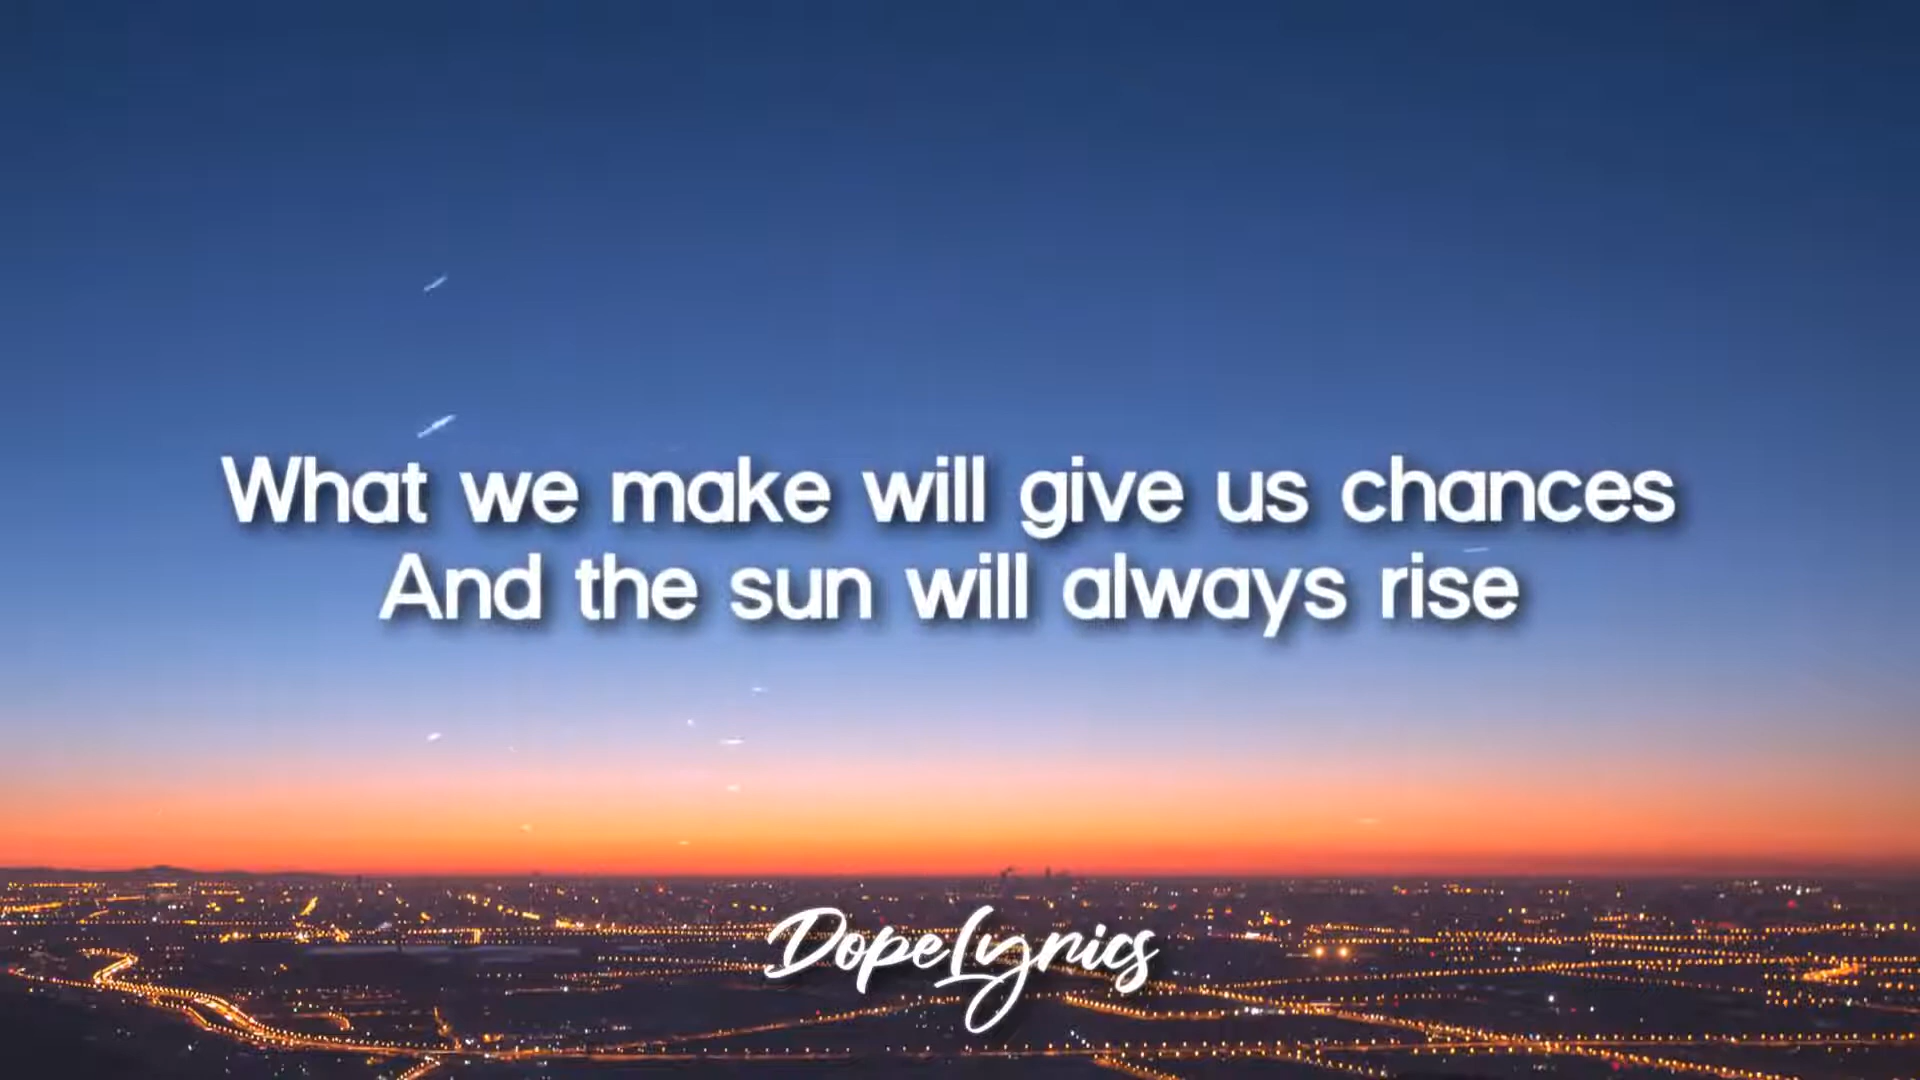 What we make will give us chances
And the sun will always rise
DopeLyrics